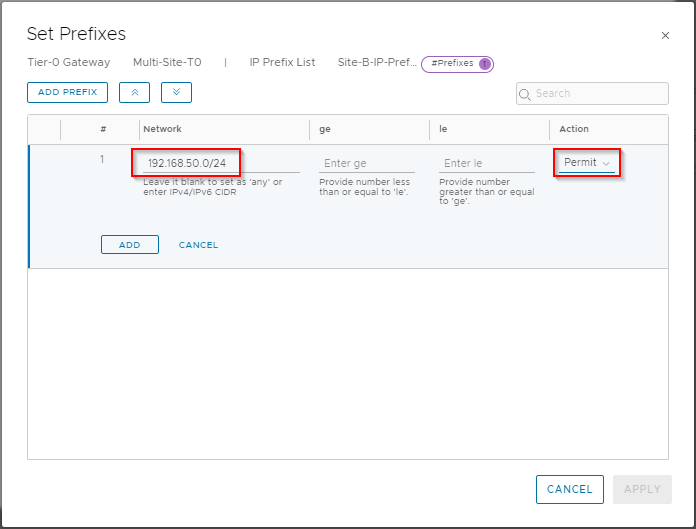 Set Prefixes
×
Tier-0 Gateway Multi-Site-T0 | IP Prefix List Site-B-IP-Pref... #Prefixes 1
ADD PREFIX Search
# Network ge le Action
1 192.168.50.0/24 Enter ge Enter le Permit
Leave it blank to set as 'any' or Provide number less Provide number
enter IPv4/IPv6 CIDR than or equal to 'le'. greater than or equal
to 'ge'.
ADD CANCEL
CANCEL APPLY